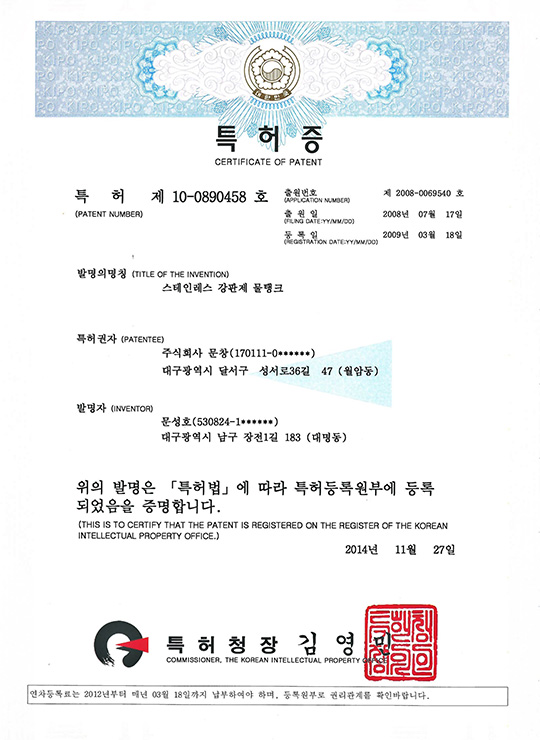 특허증
CERTIFICATE OF PATENT
특 허 제 10-0890458 호
(PATENT NUMBER)
출원번호 제 2008-0069540 호
(APPLICATION NUMBER)
출 원 일 2008년 07월 17일
(FILING DATE:YY/MM/DD)
등 록 일 2009년 03월 18일
(REGISTRATION DATE:YY/MM/DD)
발명의명칭 (TITLE OF THE INVENTION)
스테인레스 강판제 물탱크
특허권자 (PATENTEE)
주식회사 문창(170111-0******)
대구광역시 달서구 성서로36길 47 (월암동)
발명자 (INVENTOR)
문성호(530824-1******)
대구광역시 남구 장전1길 183 (대명동)
위의 발명은 「특허법」에 따라 특허등록원부에 등록
되었음을 증명합니다.
(THIS IS TO CERTIFY THAT THE PATENT IS REGISTERED ON THE REGISTER OF THE KOREAN
INTELLECTUAL PROPERTY OFFICE.)
2014년 11월 27일
특허청장 김영민
COMMISSIONER, THE KOREAN INTELLECTUAL PROPERTY OFFICE
연차등록료는 2012년부터 매년 03월 18일까지 납부하여야 하며, 등록원부로 권리관계를 확인바랍니다.